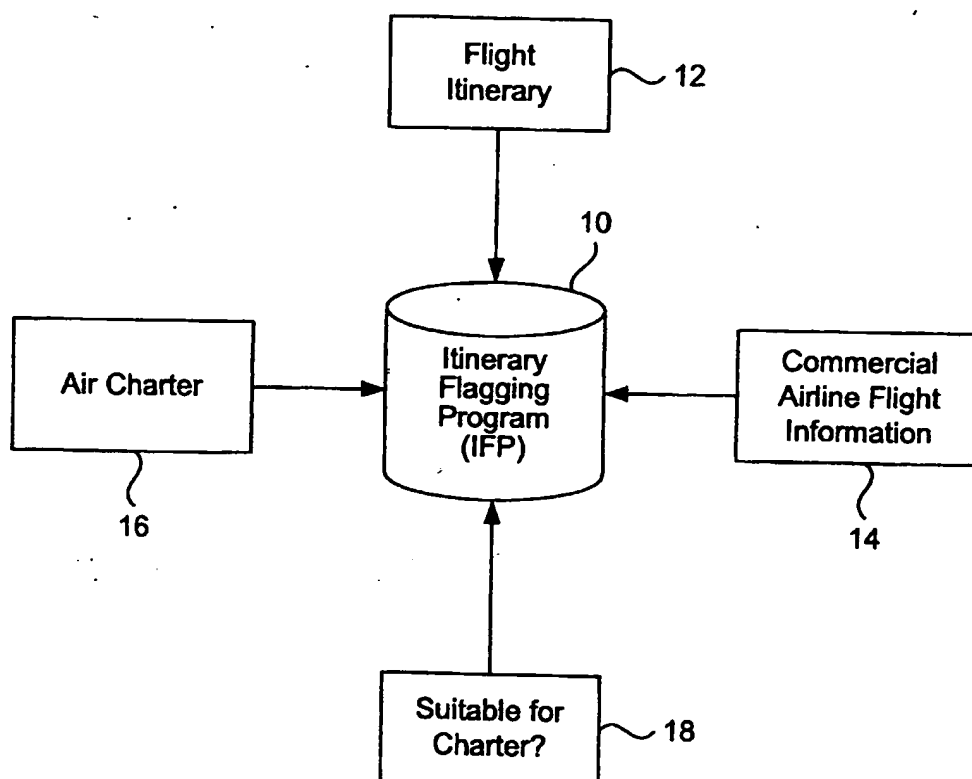 Flight
Itinerary
12
10
Air Charter
16
Itinerary
Flagging
Program
(IFP)
Commercial
Airline Flight
Information
14
Suitable for
Charter?
18